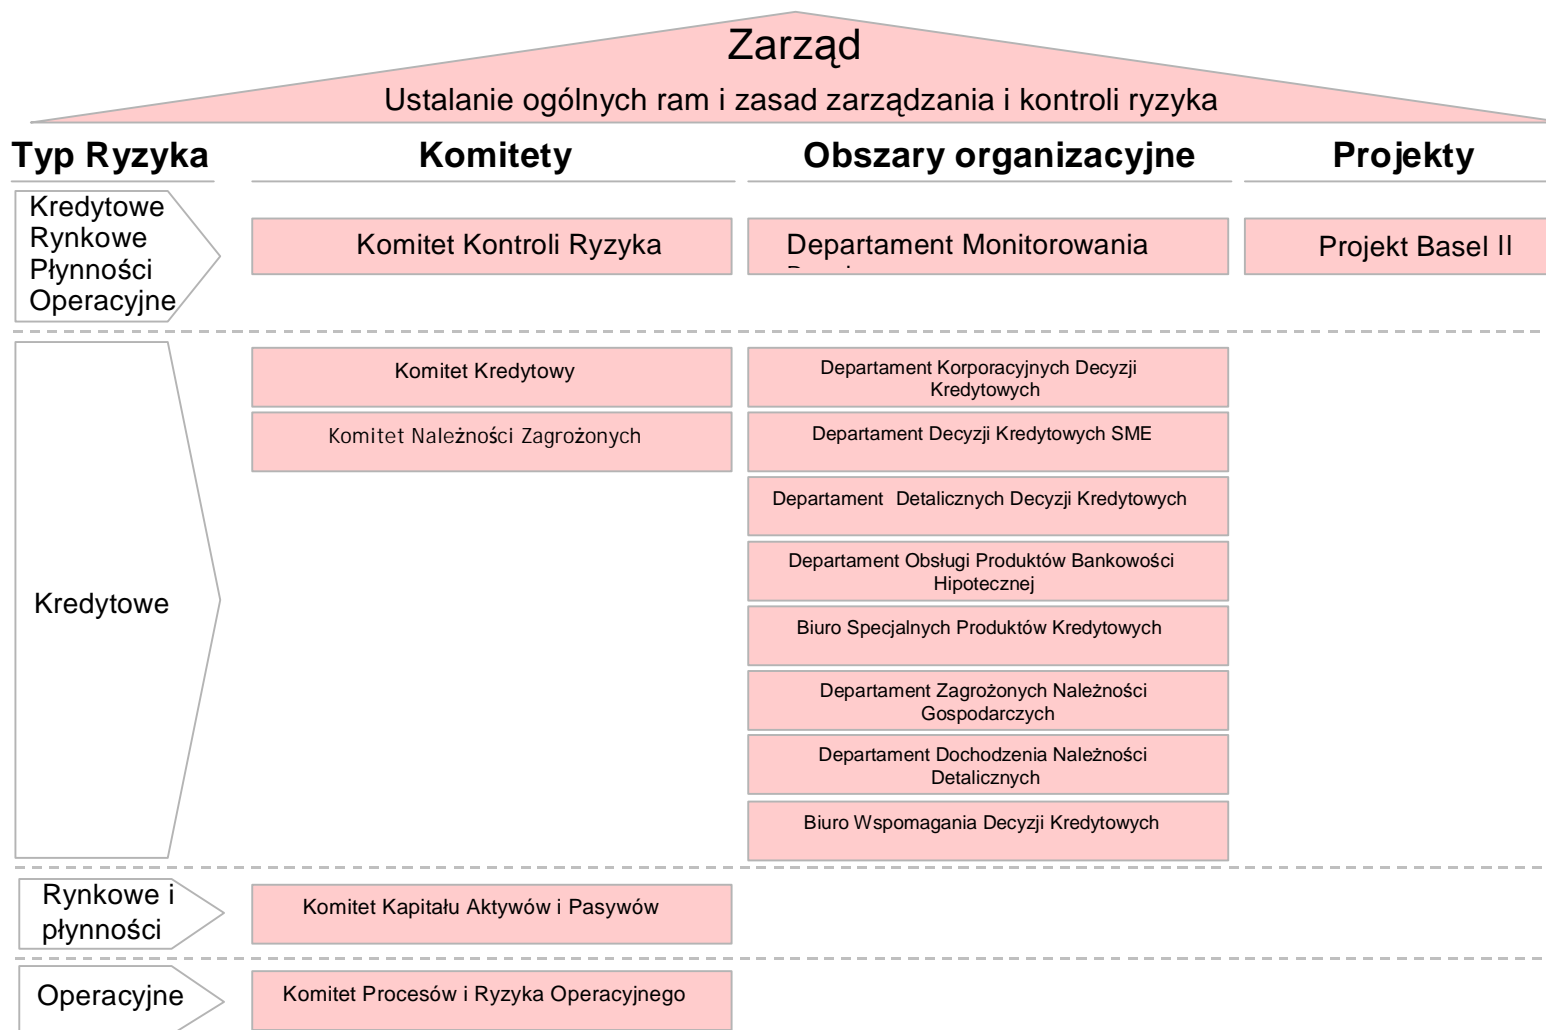 Zarząd
Ustalanie ogólnych ram i zasad zarządzania i kontroli ryzyka
Typ Ryzyka
Komitety
Obszary organizacyjne
Projekty
Kredytowe
Rynkowe
Płynności
Operacyjne
Komitet Kontroli Ryzyka
Departament Monitorowania
Projekt Basel II
Kredytowe
Komitet Kredytowy
Komitet Należności Zagrożonych
Departament Korporacyjnych Decyzji
Kredytowych
Departament Decyzji Kredytowych SME
Departament Detalicznych Decyzji Kredytowych
Departament Obsługi Produktów Bankowości
Hipotecznej
Biuro Specjalnych Produktów Kredytowych
Departament Zagrożonych Należności
Gospodarczych
Departament Dochodzenia Należności
Detalicznych
Biuro Wspomagania Decyzji Kredytowych
Rynkowe i
płynności
Komitet Kapitału Aktywów i Pasywów
Operacyjne
Komitet Procesów i Ryzyka Operacyjnego